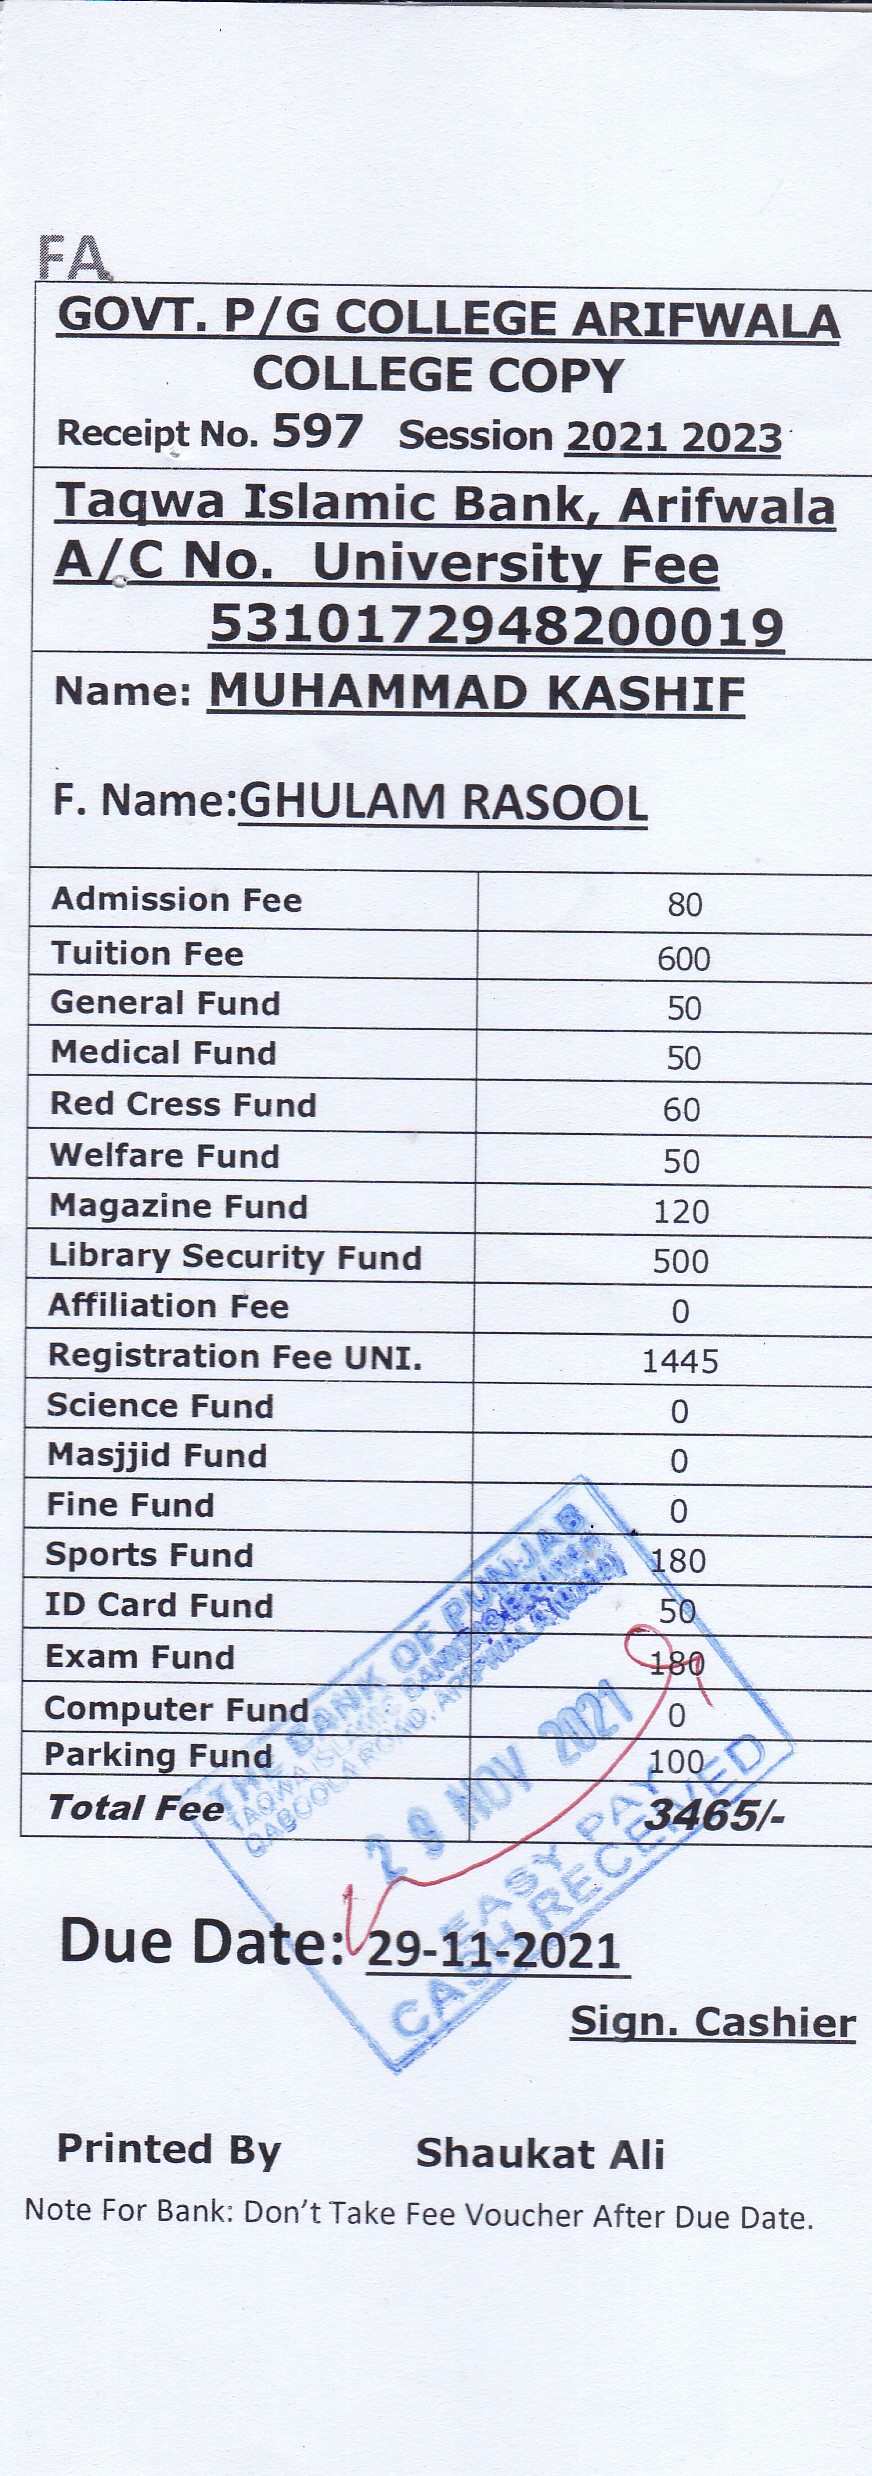 FA
GOVT. P/G COLLEGE ARIFWALA
COLLEGE COPY
Receipt No. 597 Session 2021 2023
Taqwa Islamic Bank, Arifwala
A/C No. University Fee
5310172948200019
Name: MUHAMMAD KASHIF
F. Name:GHULAM RASOOL
Admission Fee 80
Tuition Fee 600
General Fund 50
Medical Fund 50
Red Cress Fund 60
Welfare Fund 50
Magazine Fund 120
Library Security Fund 500
Affiliation Fee 0
Registration Fee UNI. 1445
Science Fund 0
Masjjid Fund 0
Fine Fund 0
Sports Fund 180
ID Card Fund 50
Exam Fund 180
Computer Fund 0
Parking Fund 100
Total Fee 3465/-
THE BANK OF PUNJAB
TAQWA ISLAMIC BANKING
QABOOLA ROAD, ARIFWALA
29 NOV 2021
EASY PAY
CASH RECEIVED
Due Date: 29-11-2021
Sign. Cashier
Printed By Shaukat Ali
Note For Bank: Don't Take Fee Voucher After Due Date.